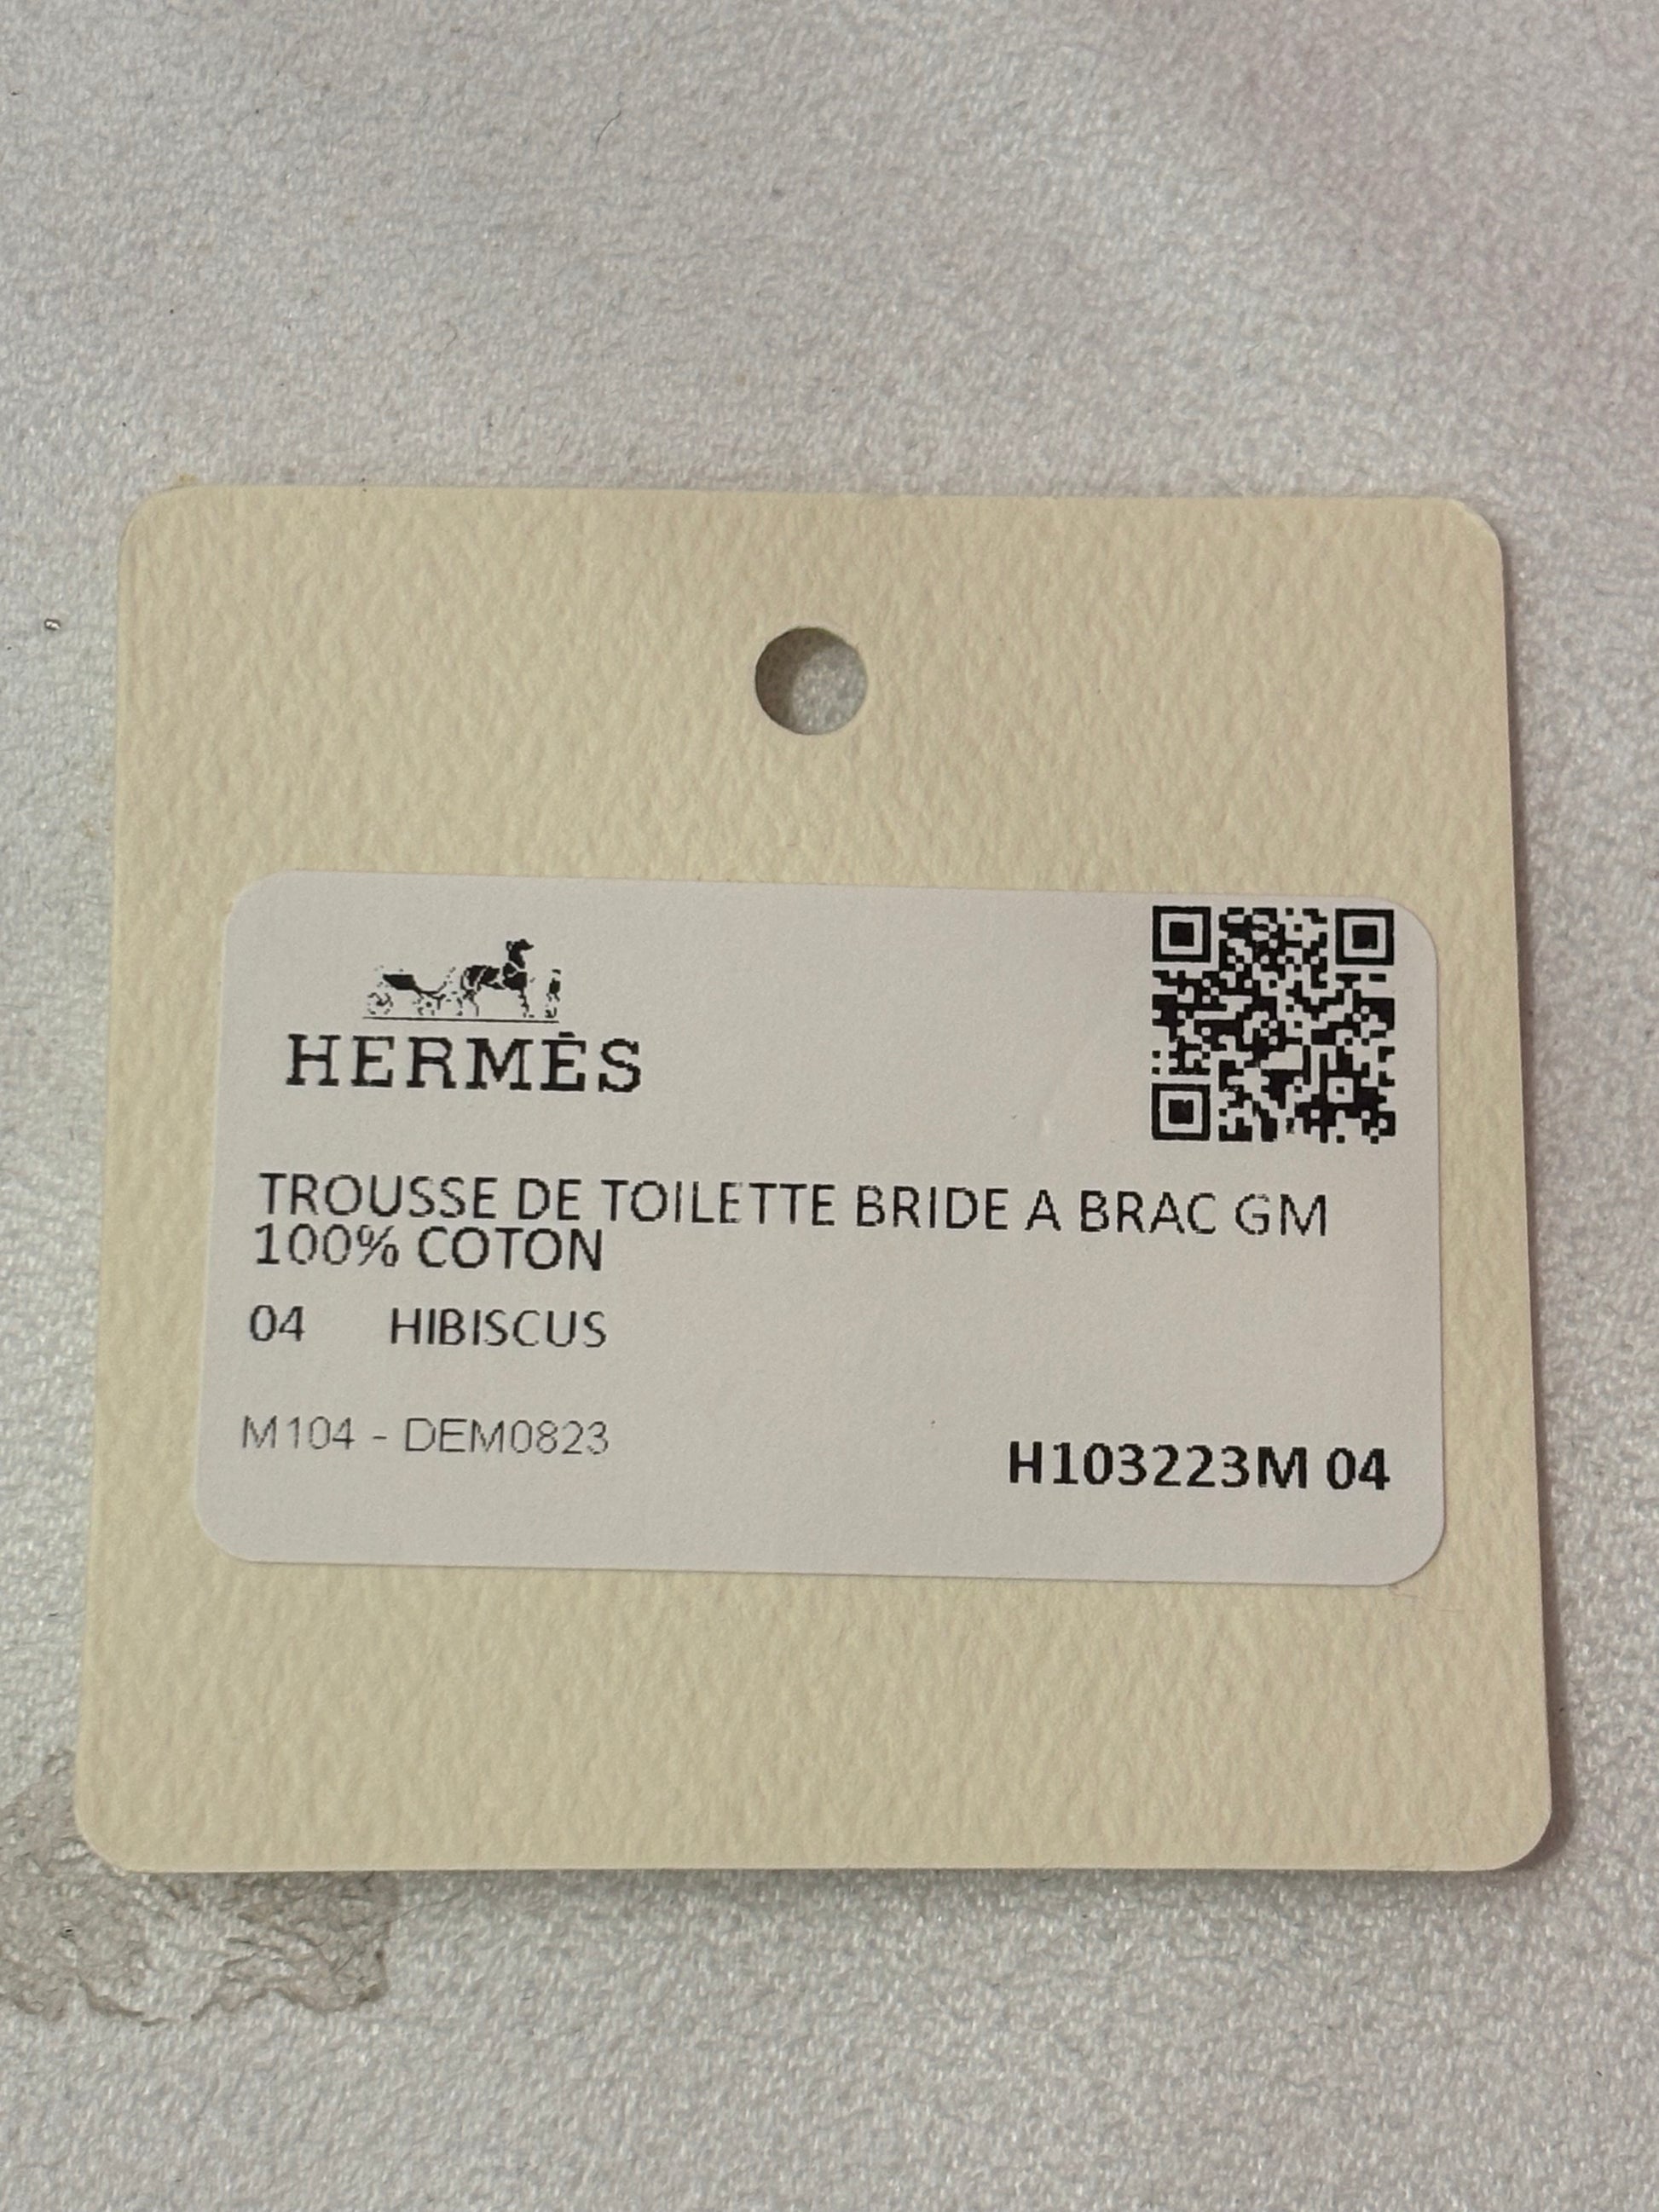 HERMÈS
TROUSSE DE TOILETTE BRIDE A BRAC GM
100% COTON
04 HIBISCUS
M104 - DEM0823
H103223M 04